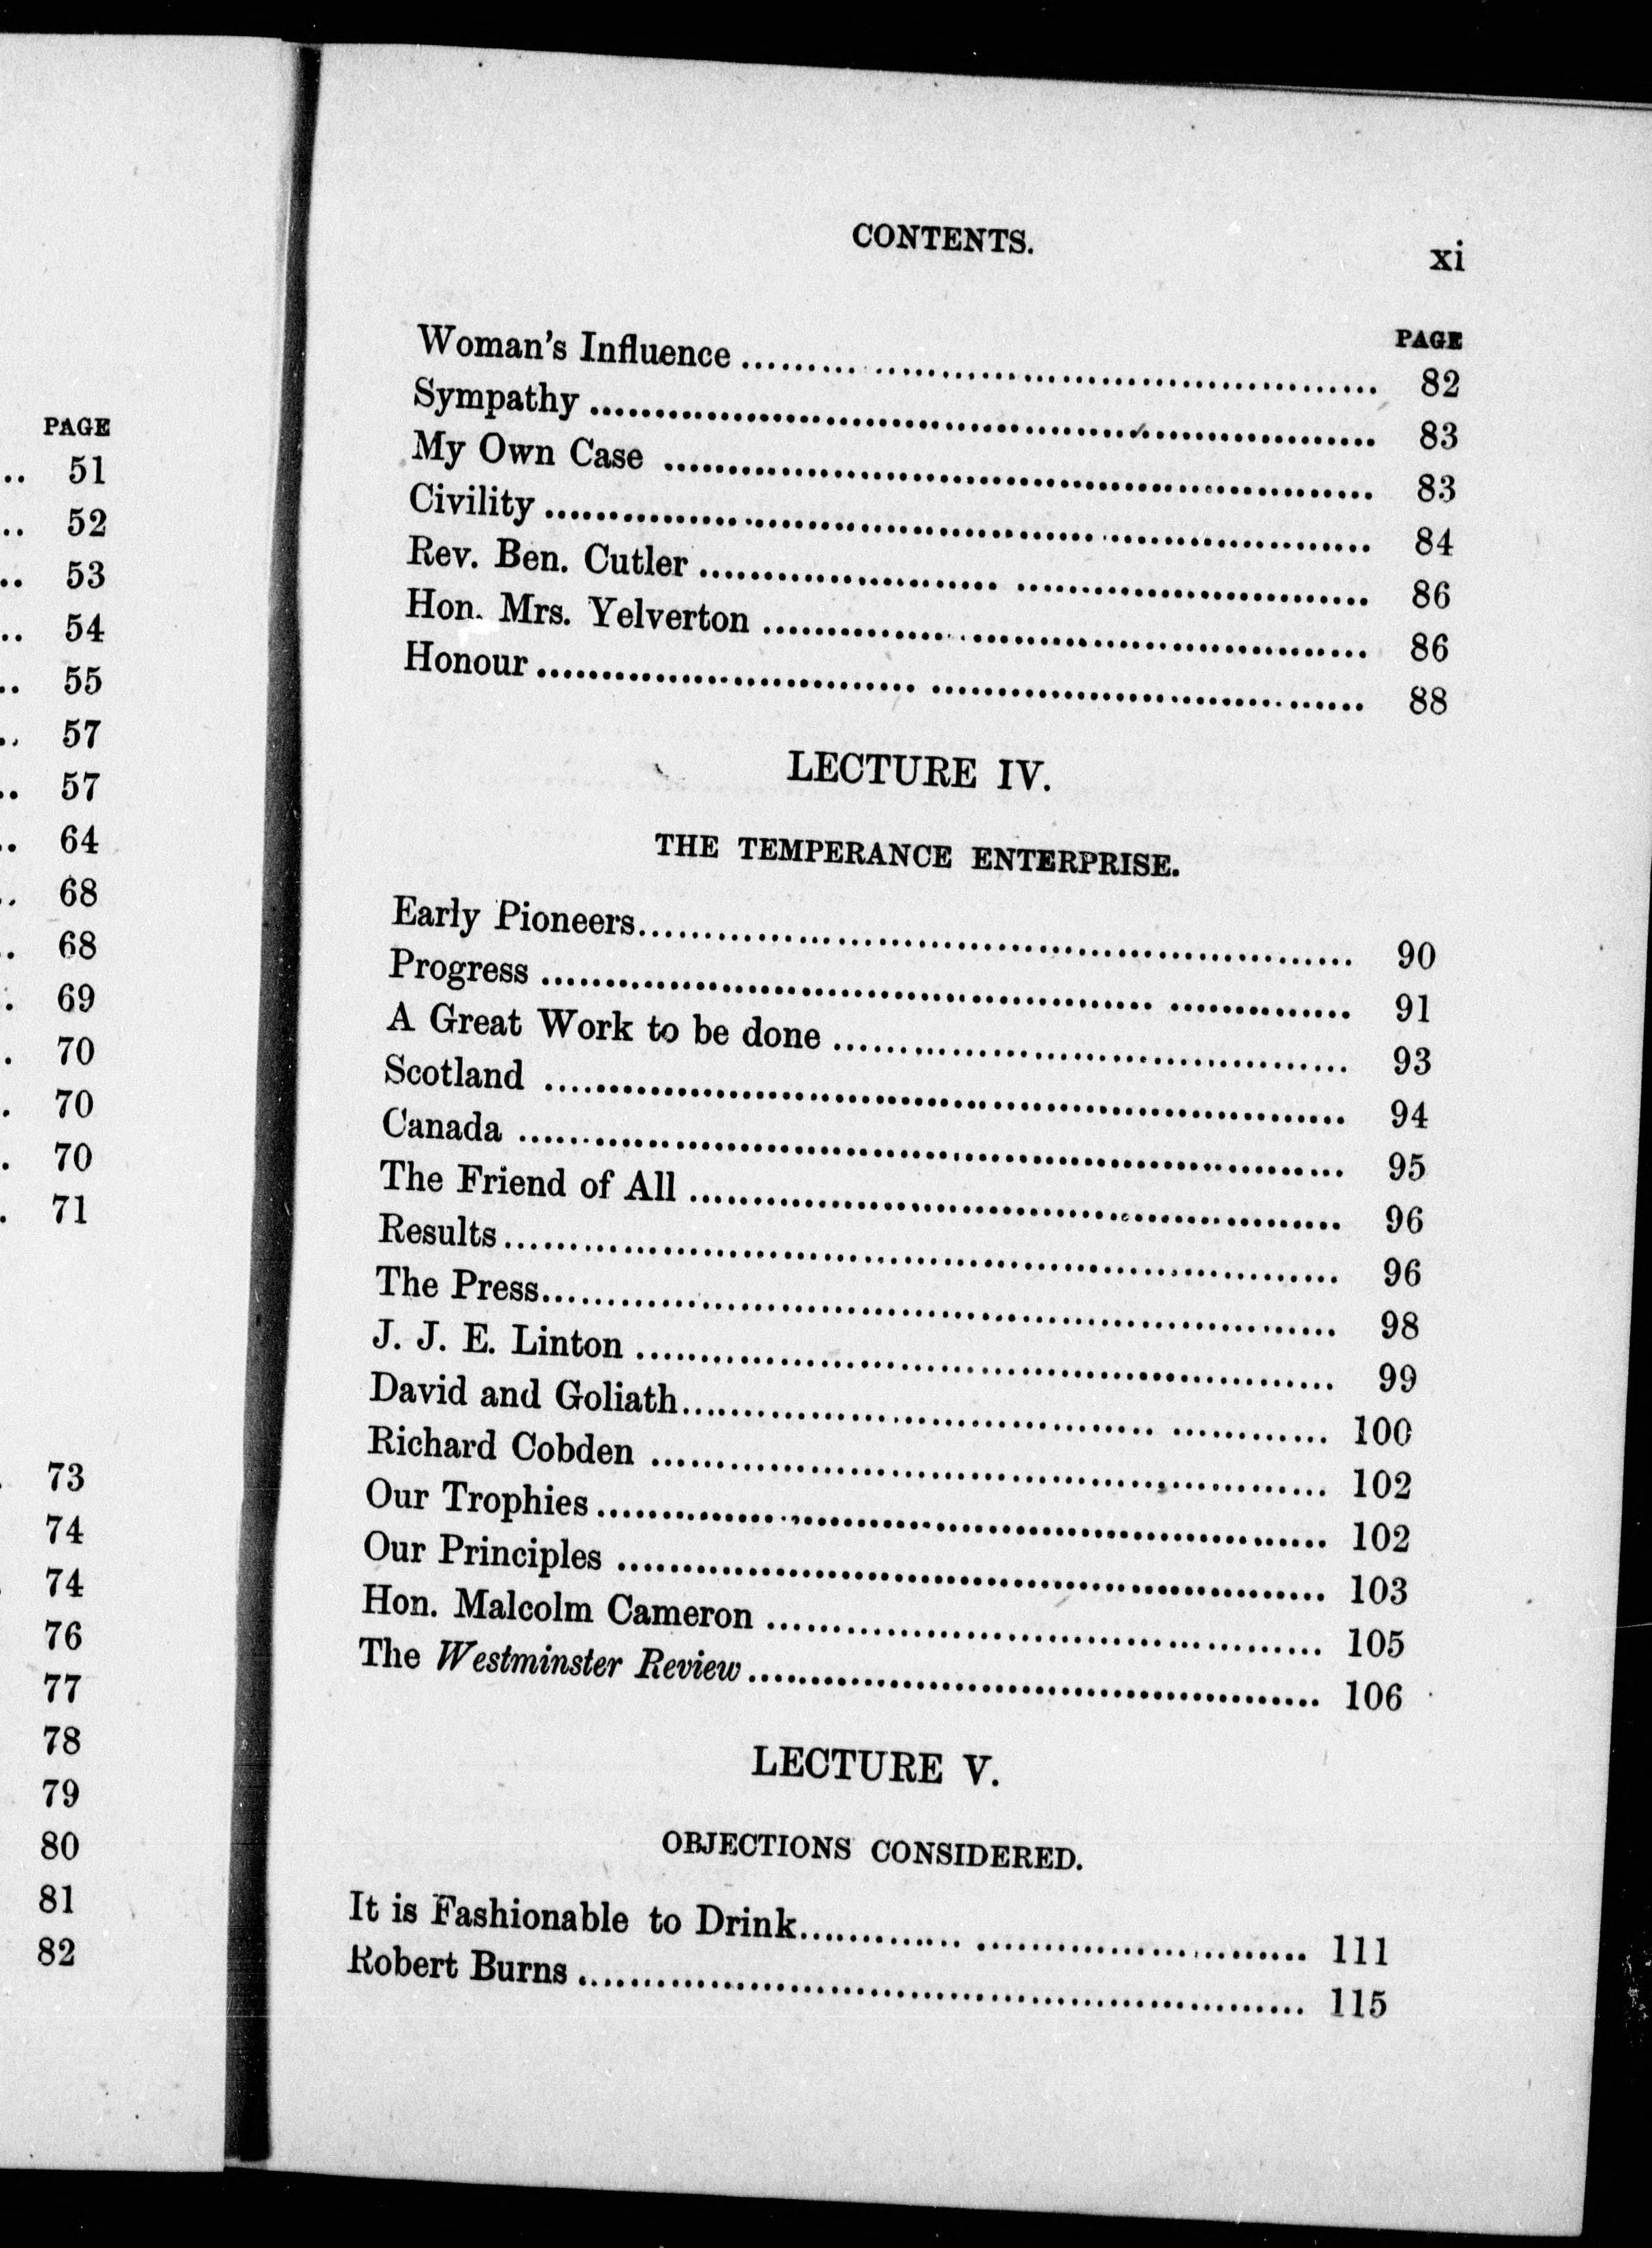 PAGE
.. 51
.. 52
.. 53
.. 54
.. 55
.. 57
.. 57
.. 64
.. 68
.. 68
. 69
. 70
. 70
. 70
. 71
73
74
74
76
77
78
79
80
81
82
CONTENTS. xi
PAGE
Woman's Influence ........................................ 82
Sympathy ........................................ 83
My Own Case ........................................ 83
Civility ........................................ 84
Rev. Ben. Cutler ........................................ 86
Hon. Mrs. Yelverton ........................................ 86
Honour ........................................ 88
LECTURE IV.
THE TEMPERANCE ENTERPRISE.
Early Pioneers ........................................ 90
Progress ........................................ 91
A Great Work to be done ........................................ 93
Scotland ........................................ 94
Canada ........................................ 95
The Friend of All ........................................ 96
Results ........................................ 96
The Press ........................................ 98
J. J. E. Linton ........................................ 99
David and Goliath ........................................ 100
Richard Cobden ........................................ 102
Our Trophies ........................................ 102
Our Principles ........................................ 103
Hon. Malcolm Cameron ........................................ 105
The Westminster Review ........................................ 106
LECTURE V.
OBJECTIONS CONSIDERED.
It is Fashionable to Drink ........................................ 111
Robert Burns ........................................ 115